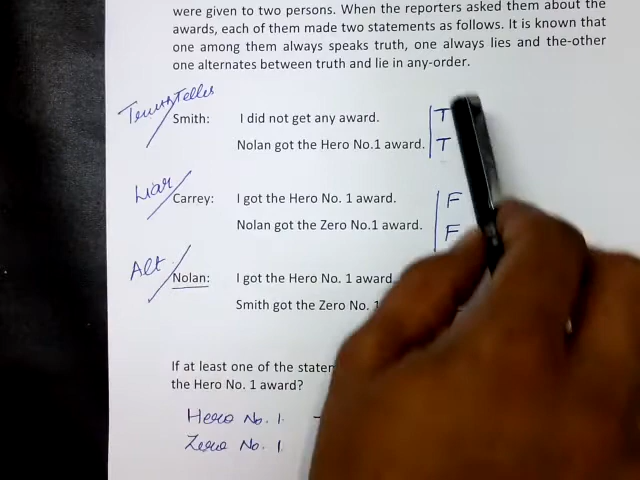 were given to two persons. When the reporters asked them about the
awards, each of them made two statements as follows. It is known that
one among them always speaks truth, one always lies and the-other
one alternates between truth and lie in any-order.
Truth Teller
Smith: I did not get any award. T
Nolan got the Hero No.1 award. T
Liar
Carrey: I got the Hero No. 1 award. F
Nolan got the Zero No.1 award. F
Alt
Nolan: I got the Hero No. 1 award
Smith got the Zero No. 1
If at least one of the
the Hero No. 1 award?
Hero No. 1.
Zero No. 1